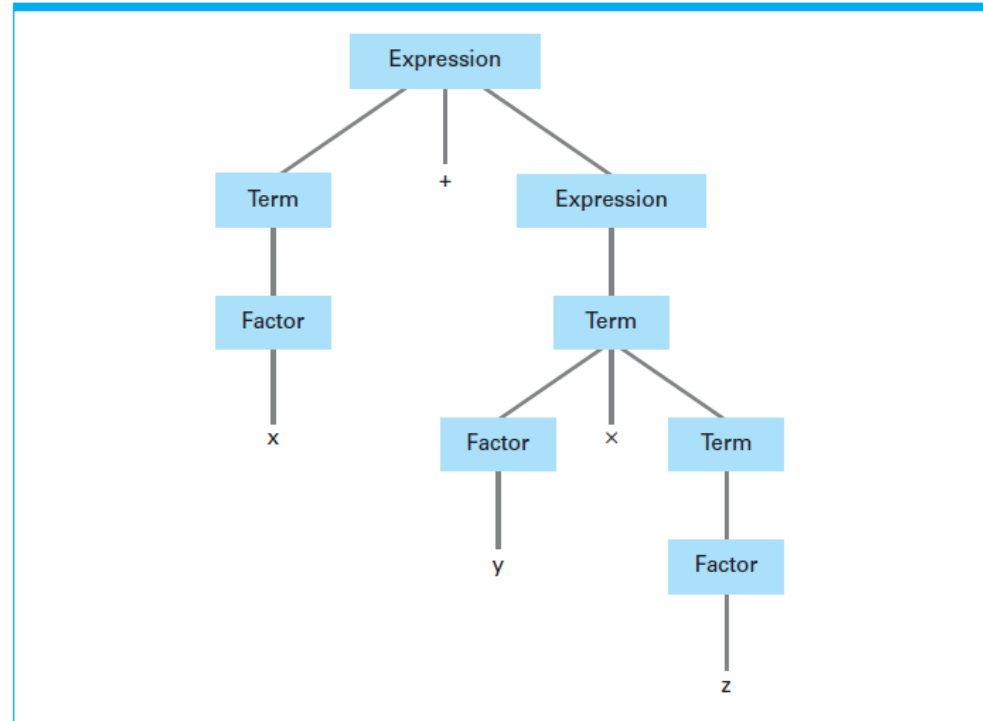 Expression
+
Term
Expression
Factor
Term
x
Factor
×
Term
y
Factor
z